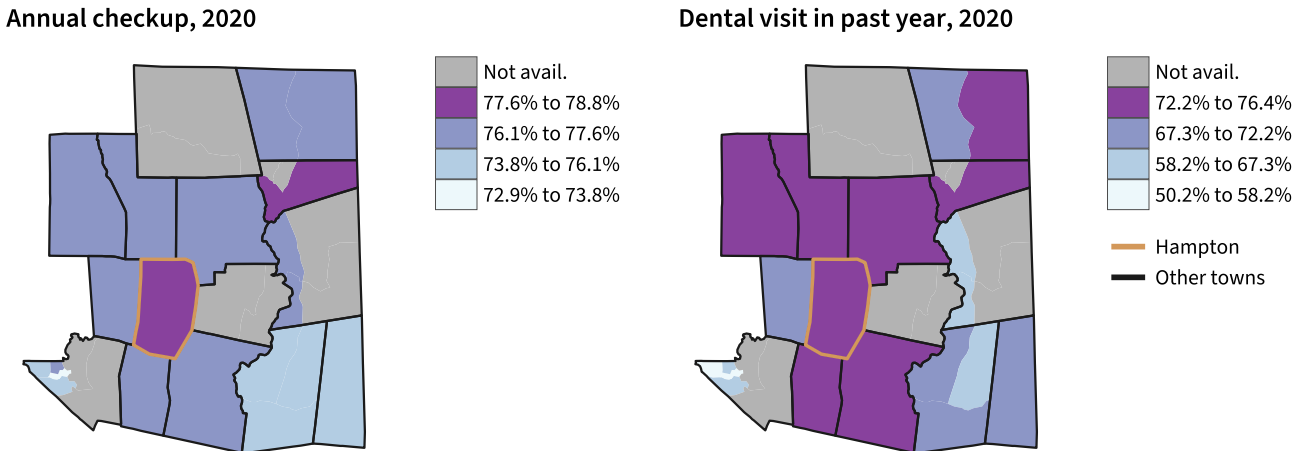 Annual checkup, 2020
Not avail.
77.6% to 78.8%
76.1% to 77.6%
73.8% to 76.1%
72.9% to 73.8%
Dental visit in past year, 2020
Not avail.
72.2% to 76.4%
67.3% to 72.2%
58.2% to 67.3%
50.2% to 58.2%
Hampton
Other towns